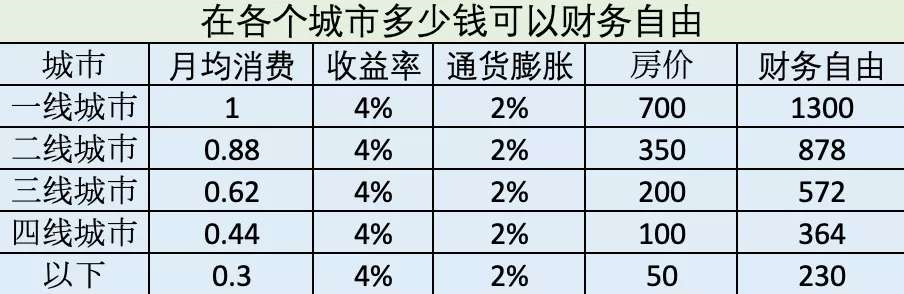 在各个城市多少钱可以财务自由
城市 月均消费 收益率 通货膨胀 房价 财务自由
一线城市 1 4% 2% 700 1300
二线城市 0.88 4% 2% 350 878
三线城市 0.62 4% 2% 200 572
四线城市 0.44 4% 2% 100 364
以下 0.3 4% 2% 50 230